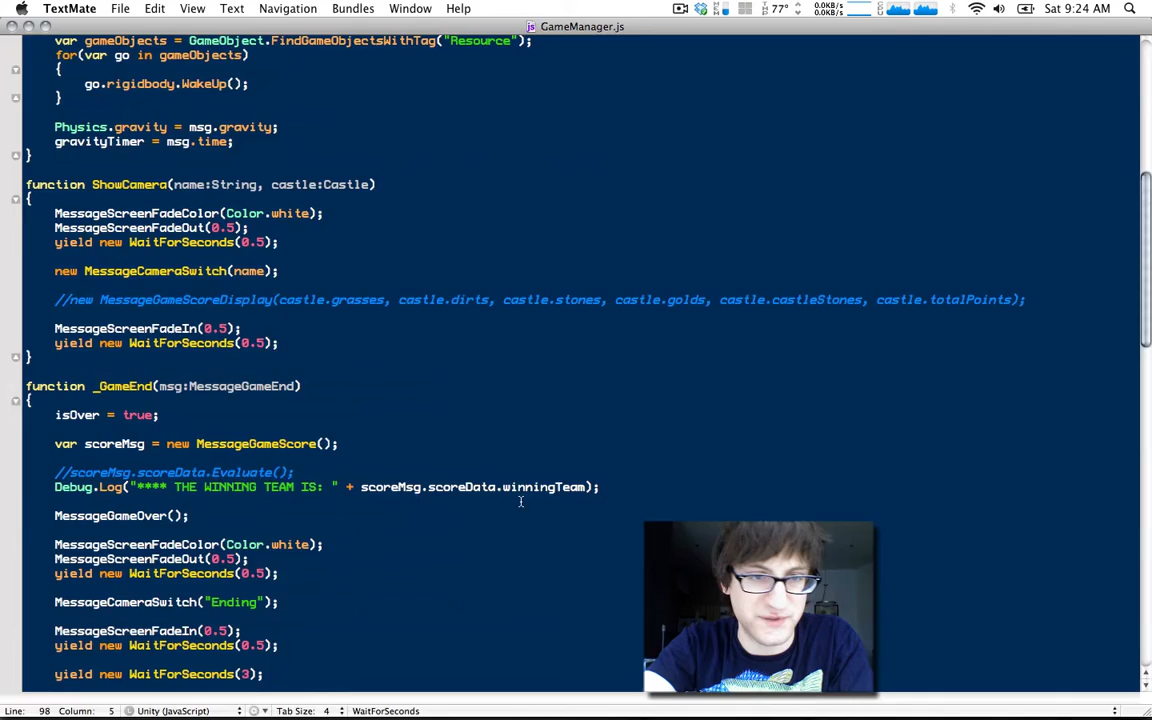 TextMate File Edit View Text Navigation Bundles Window Help 77° 0.0KB/s 0.0KB/s Sat 9:24 AM
GameManager.js
var gameObjects = GameObject.FindGameObjectsWithTag("Resource");
for(var go in gameObjects)
{
go.rigidbody.WakeUp();
}
Physics.gravity = msg.gravity;
gravityTimer = msg.time;
}
function ShowCamera(name:String, castle:Castle)
{
MessageScreenFadeColor(Color.white);
MessageScreenFadeOut(0.5);
yield new WaitForSeconds(0.5);
new MessageCameraSwitch(name);
//new MessageGameScoreDisplay(castle.grasses, castle.dirts, castle.stones, castle.golds, castle.castleStones, castle.totalPoints);
MessageScreenFadeIn(0.5);
yield new WaitForSeconds(0.5);
}
function _GameEnd(msg:MessageGameEnd)
{
isOver = true;
var scoreMsg = new MessageGameScore();
//scoreMsg.scoreData.Evaluate();
Debug.Log("**** THE WINNING TEAM IS: " + scoreMsg.scoreData.winningTeam);
MessageGameOver();
MessageScreenFadeColor(Color.white);
MessageScreenFadeOut(0.5);
yield new WaitForSeconds(0.5);
MessageCameraSwitch("Ending");
MessageScreenFadeIn(0.5);
yield new WaitForSeconds(0.5);
yield new WaitForSeconds(3);
Line: 98 Column: 5 Unity (JavaScript) Tab Size: 4 WaitForSeconds